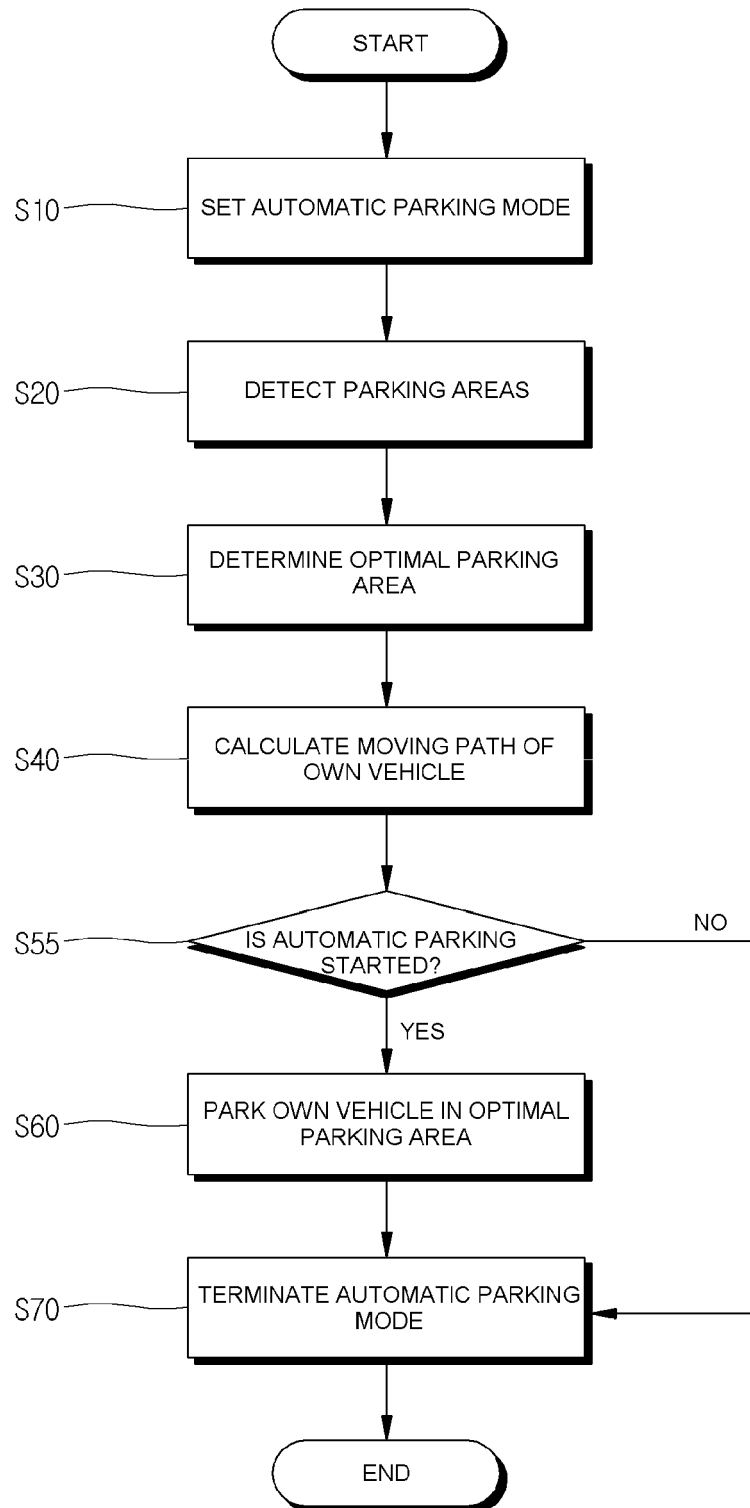 START
S10
SET AUTOMATIC PARKING MODE
S20
DETECT PARKING AREAS
S30
DETERMINE OPTIMAL PARKING
AREA
S40
CALCULATE MOVING PATH OF
OWN VEHICLE
S55
IS AUTOMATIC PARKING
STARTED?
NO
YES
S60
PARK OWN VEHICLE IN OPTIMAL
PARKING AREA
S70
TERMINATE AUTOMATIC PARKING
MODE
END